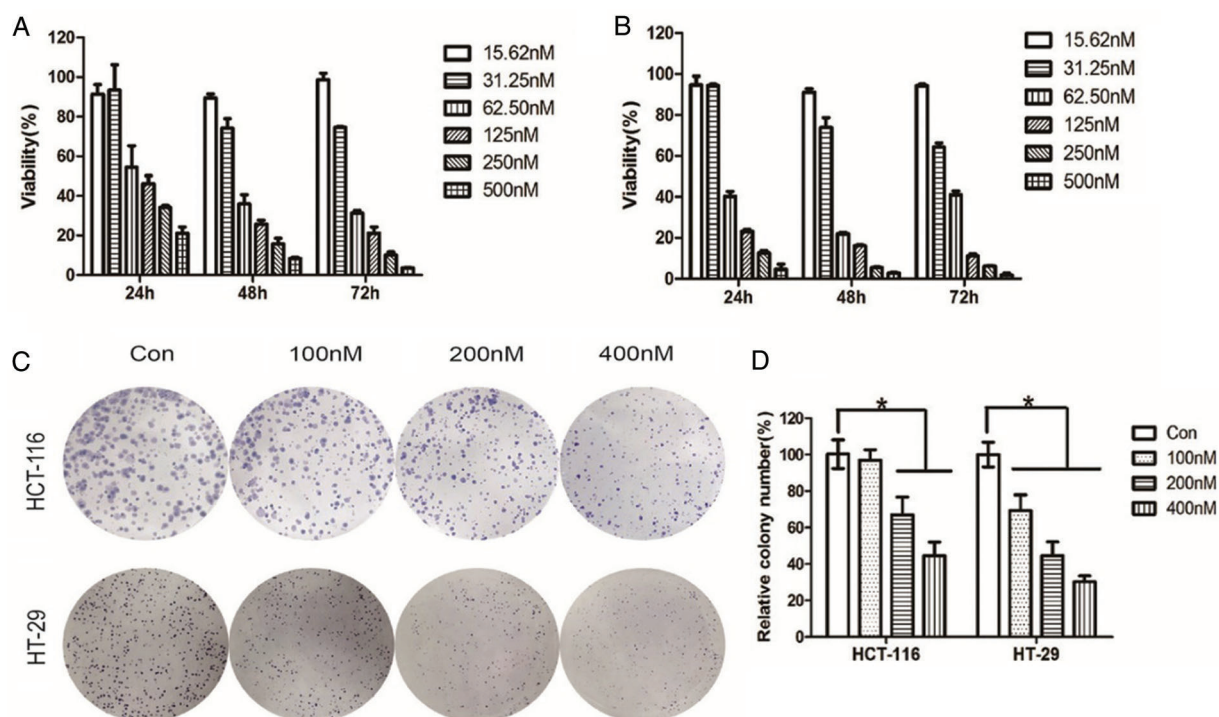 A
Viability(%)
120
100
80
60
40
20
0
24h
48h
72h
15.62nM
31.25nM
62.50nM
125nM
250nM
500nM
B
Viability(%)
120
100
80
60
40
20
0
24h
48h
72h
15.62nM
31.25nM
62.50nM
125nM
250nM
500nM
C
Con 100nM 200nM 400nM
HCT-116
HT-29
D
Relative colony number(%)
120
100
80
60
40
20
0
*
*
HCT-116
HT-29
Con
100nM
200nM
400nM